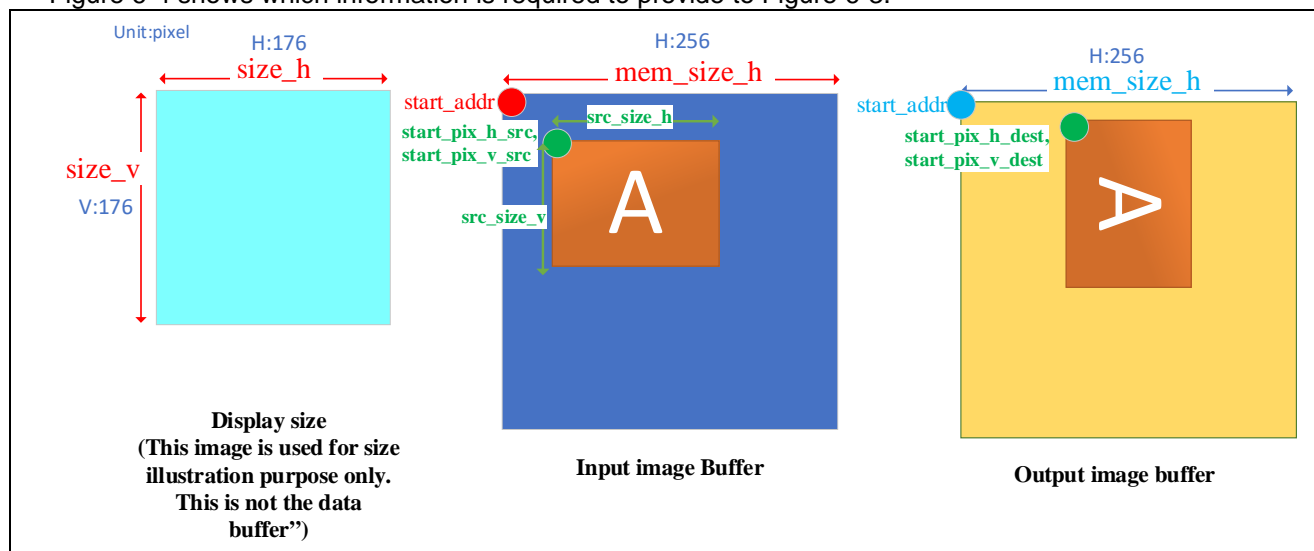 Unit:pixel
H:176
size_h
size_v
V:176
Display size
(This image is used for size
illustration purpose only.
This is not the data
buffer”)
H:256
mem_size_h
start_addr
start_pix_h_src,
start_pix_v_src
src_size_h
src_size_v
A
Input image Buffer
H:256
mem_size_h
start_addr
start_pix_h_dest,
start_pix_v_dest
A
Output image buffer